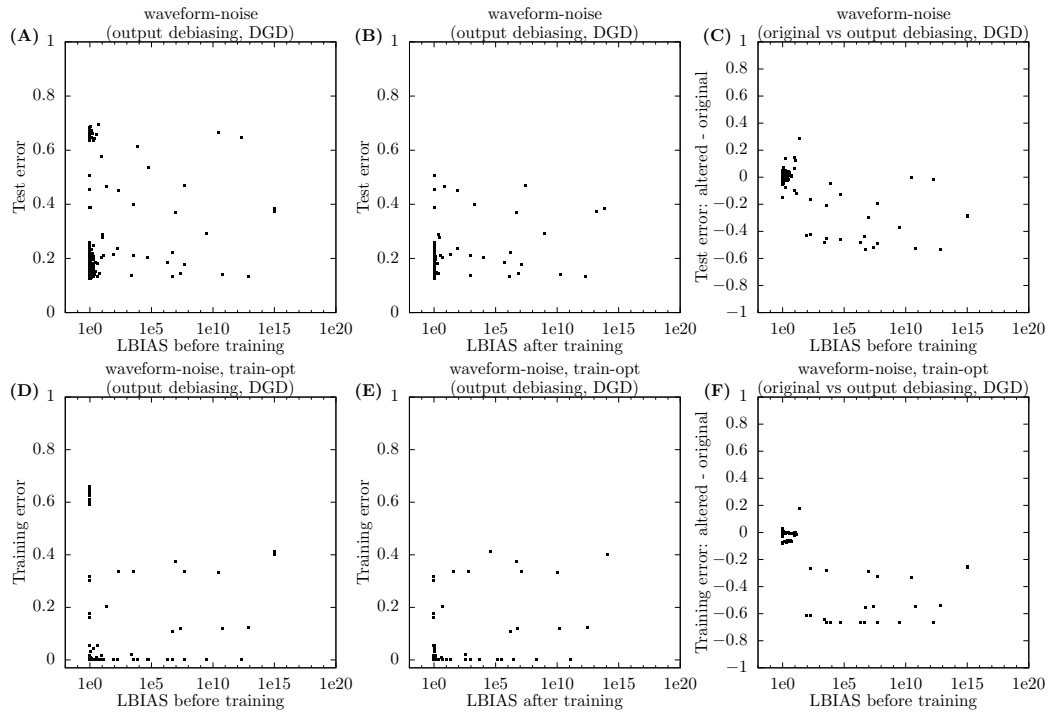 waveform-noise
(A) (output debiasing, DGD)
1
0.8
0.6
0.4
0.2
0
Test error
1e0 1e5 1e10 1e15 1e20
LBIAS before training
waveform-noise
(B) (output debiasing, DGD)
1
0.8
0.6
0.4
0.2
0
Test error
1e0 1e5 1e10 1e15 1e20
LBIAS after training
waveform-noise
(C) (original vs output debiasing, DGD)
1
0.8
0.6
0.4
0.2
0
−0.2
−0.4
−0.6
−0.8
−1
Test error: altered - original
1e0 1e5 1e10 1e15 1e20
LBIAS before training
waveform-noise, train-opt
(D) (output debiasing, DGD)
1
0.8
0.6
0.4
0.2
0
Training error
1e0 1e5 1e10 1e15 1e20
LBIAS before training
waveform-noise, train-opt
(E) (output debiasing, DGD)
1
0.8
0.6
0.4
0.2
0
Training error
1e0 1e5 1e10 1e15 1e20
LBIAS after training
waveform-noise, train-opt
(F) (original vs output debiasing, DGD)
1
0.8
0.6
0.4
0.2
0
−0.2
−0.4
−0.6
−0.8
−1
Training error: altered - original
1e0 1e5 1e10 1e15 1e20
LBIAS before training